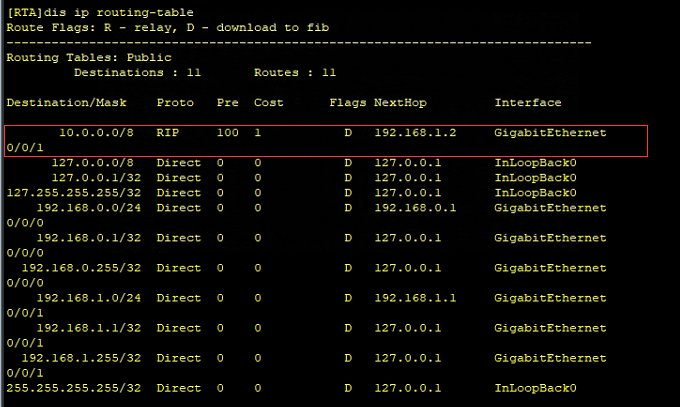 [RTA]dis ip routing-table
Route Flags: R - relay, D - download to fib
------------------------------------------------------------------------------
Routing Tables: Public
         Destinations : 11       Routes : 11
Destination/Mask    Proto   Pre  Cost      Flags NextHop         Interface
10.0.0.0/8  RIP     100  1           D   192.168.1.2     GigabitEthernet
0/0/1
127.0.0.0/8  Direct  0    0           D   127.0.0.1       InLoopBack0
127.0.0.1/32  Direct  0    0           D   127.0.0.1       InLoopBack0
127.255.255.255/32  Direct  0    0           D   127.0.0.1       InLoopBack0
192.168.0.0/24  Direct  0    0           D   192.168.0.1     GigabitEthernet
0/0/0
192.168.0.1/32  Direct  0    0           D   127.0.0.1       GigabitEthernet
0/0/0
192.168.0.255/32  Direct  0    0           D   127.0.0.1       GigabitEthernet
0/0/0
192.168.1.0/24  Direct  0    0           D   192.168.1.1     GigabitEthernet
0/0/1
192.168.1.1/32  Direct  0    0           D   127.0.0.1       GigabitEthernet
0/0/1
192.168.1.255/32  Direct  0    0           D   127.0.0.1       GigabitEthernet
0/0/1
255.255.255.255/32  Direct  0    0           D   127.0.0.1       InLoopBack0